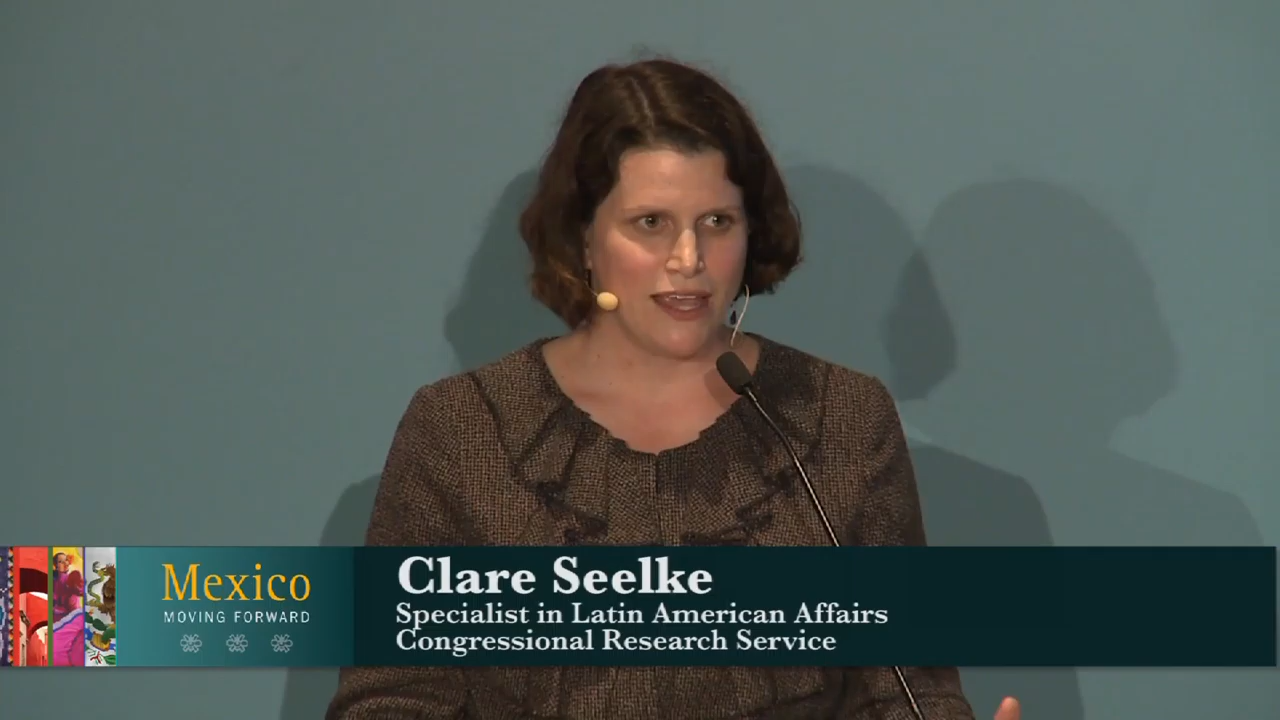 Mexico
MOVING FORWARD
Clare Seelke
Specialist in Latin American Affairs
Congressional Research Service